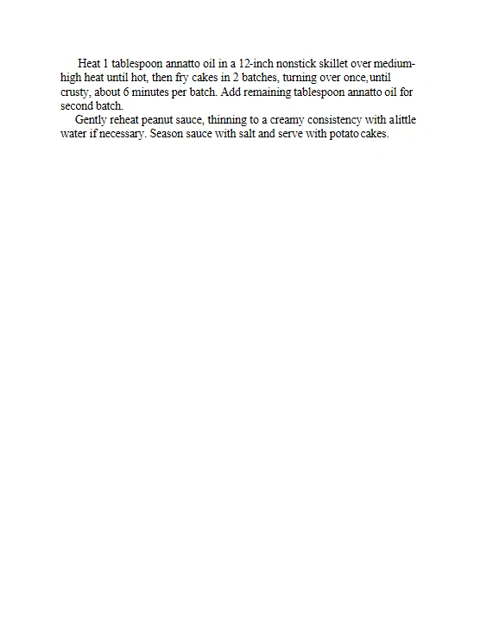 Heat 1 tablespoon annatto oil in a 12-inch nonstick skillet over medium-
high heat until hot, then fry cakes in 2 batches, turning over once, until
crusty, about 6 minutes per batch. Add remaining tablespoon annatto oil for
second batch.
Gently reheat peanut sauce, thinning to a creamy consistency with a little
water if necessary. Season sauce with salt and serve with potato cakes.